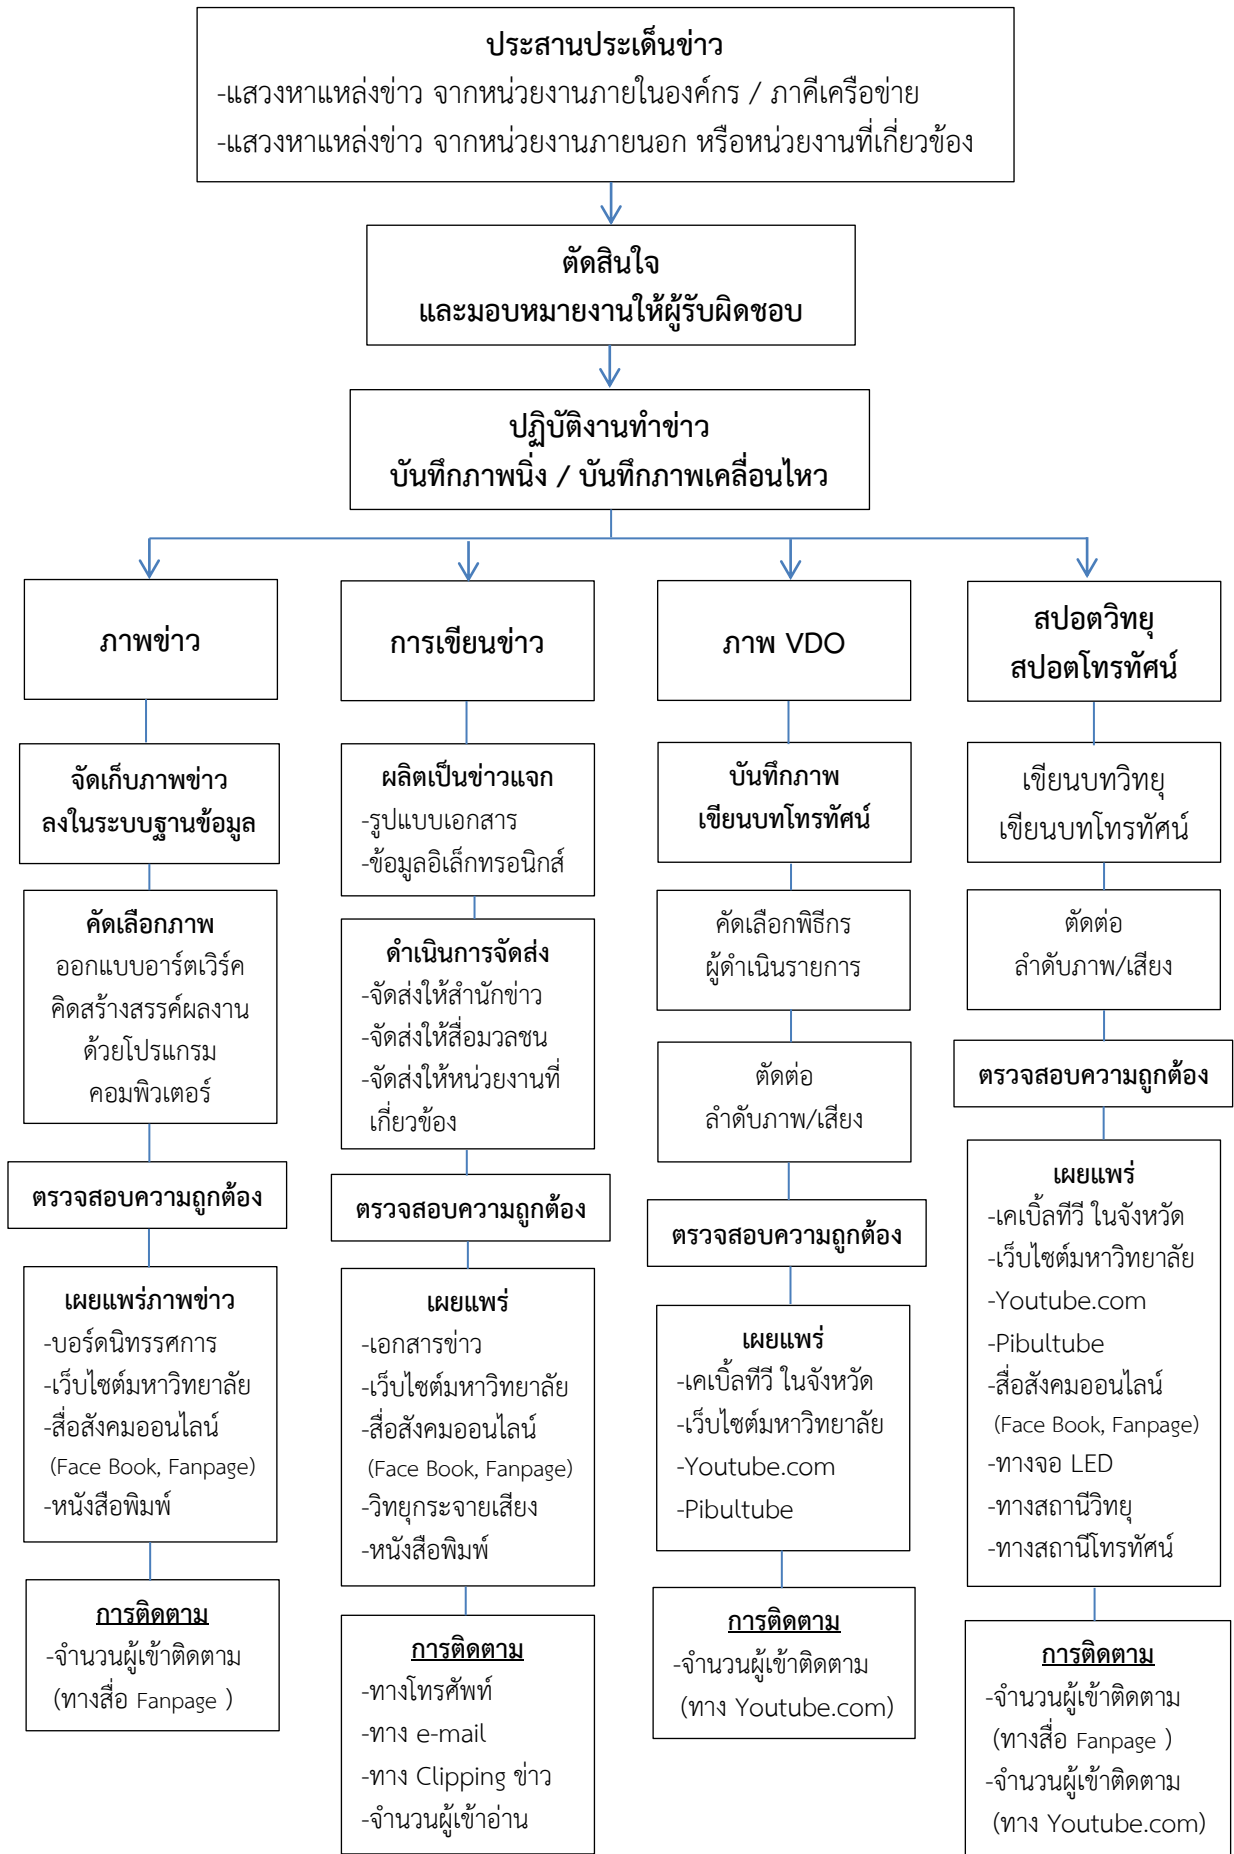 ประสานประเด็นข่าว
-แสวงหาแหล่งข่าว จากหน่วยงานภายในองค์กร / ภาคีเครือข่าย
-แสวงหาแหล่งข่าว จากหน่วยงานภายนอก หรือหน่วยงานที่เกี่ยวข้อง
ตัดสินใจ
และมอบหมายงานให้ผู้รับผิดชอบ
ปฏิบัติงานทำข่าว
บันทึกภาพนิ่ง / บันทึกภาพเคลื่อนไหว
ภาพข่าว
จัดเก็บภาพข่าว
ลงในระบบฐานข้อมูล
คัดเลือกภาพ
ออกแบบอาร์ตเวิร์ค
คิดสร้างสรรค์ผลงาน
ด้วยโปรแกรม
คอมพิวเตอร์
ตรวจสอบความถูกต้อง
เผยแพร่ภาพข่าว
-บอร์ดนิทรรศการ
-เว็บไซต์มหาวิทยาลัย
-สื่อสังคมออนไลน์
(Face Book, Fanpage)
-หนังสือพิมพ์
การติดตาม
-จำนวนผู้เข้าติดตาม
(ทางสื่อ Fanpage )
การเขียนข่าว
ผลิตเป็นข่าวแจก
-รูปแบบเอกสาร
-ข้อมูลอิเล็กทรอนิกส์
ดำเนินการจัดส่ง
-จัดส่งให้สำนักข่าว
-จัดส่งให้สื่อมวลชน
-จัดส่งให้หน่วยงานที่
เกี่ยวข้อง
ตรวจสอบความถูกต้อง
เผยแพร่
-เอกสารข่าว
-เว็บไซต์มหาวิทยาลัย
-สื่อสังคมออนไลน์
(Face Book, Fanpage)
-วิทยุกระจายเสียง
-หนังสือพิมพ์
การติดตาม
-ทางโทรศัพท์
-ทาง e-mail
-ทาง Clipping ข่าว
-จำนวนผู้เข้าอ่าน
ภาพ VDO
บันทึกภาพ
เขียนบทโทรทัศน์
คัดเลือกพิธีกร
ผู้ดำเนินรายการ
ตัดต่อ
ลำดับภาพ/เสียง
ตรวจสอบความถูกต้อง
เผยแพร่
-เคเบิ้ลทีวี ในจังหวัด
-เว็บไซต์มหาวิทยาลัย
-Youtube.com
-Pibultube
การติดตาม
-จำนวนผู้เข้าติดตาม
(ทาง Youtube.com)
สปอตวิทยุ
สปอตโทรทัศน์
เขียนบทวิทยุ
เขียนบทโทรทัศน์
ตัดต่อ
ลำดับภาพ/เสียง
ตรวจสอบความถูกต้อง
เผยแพร่
-เคเบิ้ลทีวี ในจังหวัด
-เว็บไซต์มหาวิทยาลัย
-Youtube.com
-Pibultube
-สื่อสังคมออนไลน์
(Face Book, Fanpage)
-ทางจอ LED
-ทางสถานีวิทยุ
-ทางสถานีโทรทัศน์
การติดตาม
-จำนวนผู้เข้าติดตาม
(ทางสื่อ Fanpage )
-จำนวนผู้เข้าติดตาม
(ทาง Youtube.com)